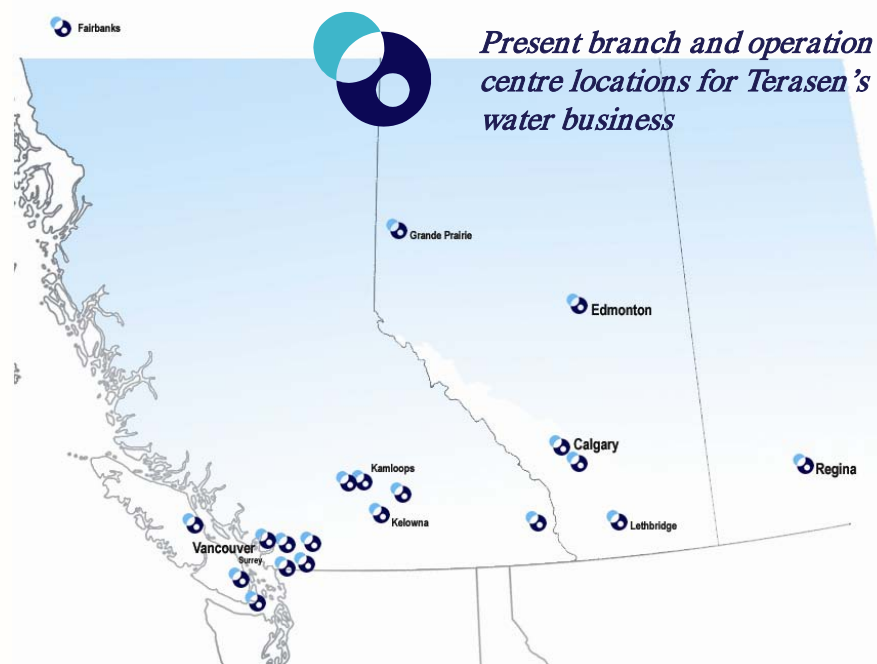 Fairbanks
Present branch and operation
centre locations for Terasen's
water business
Grande Prairie
Edmonton
Calgary
Kamloops
Regina
Kelowna
Lethbridge
Vancouver
Surrey